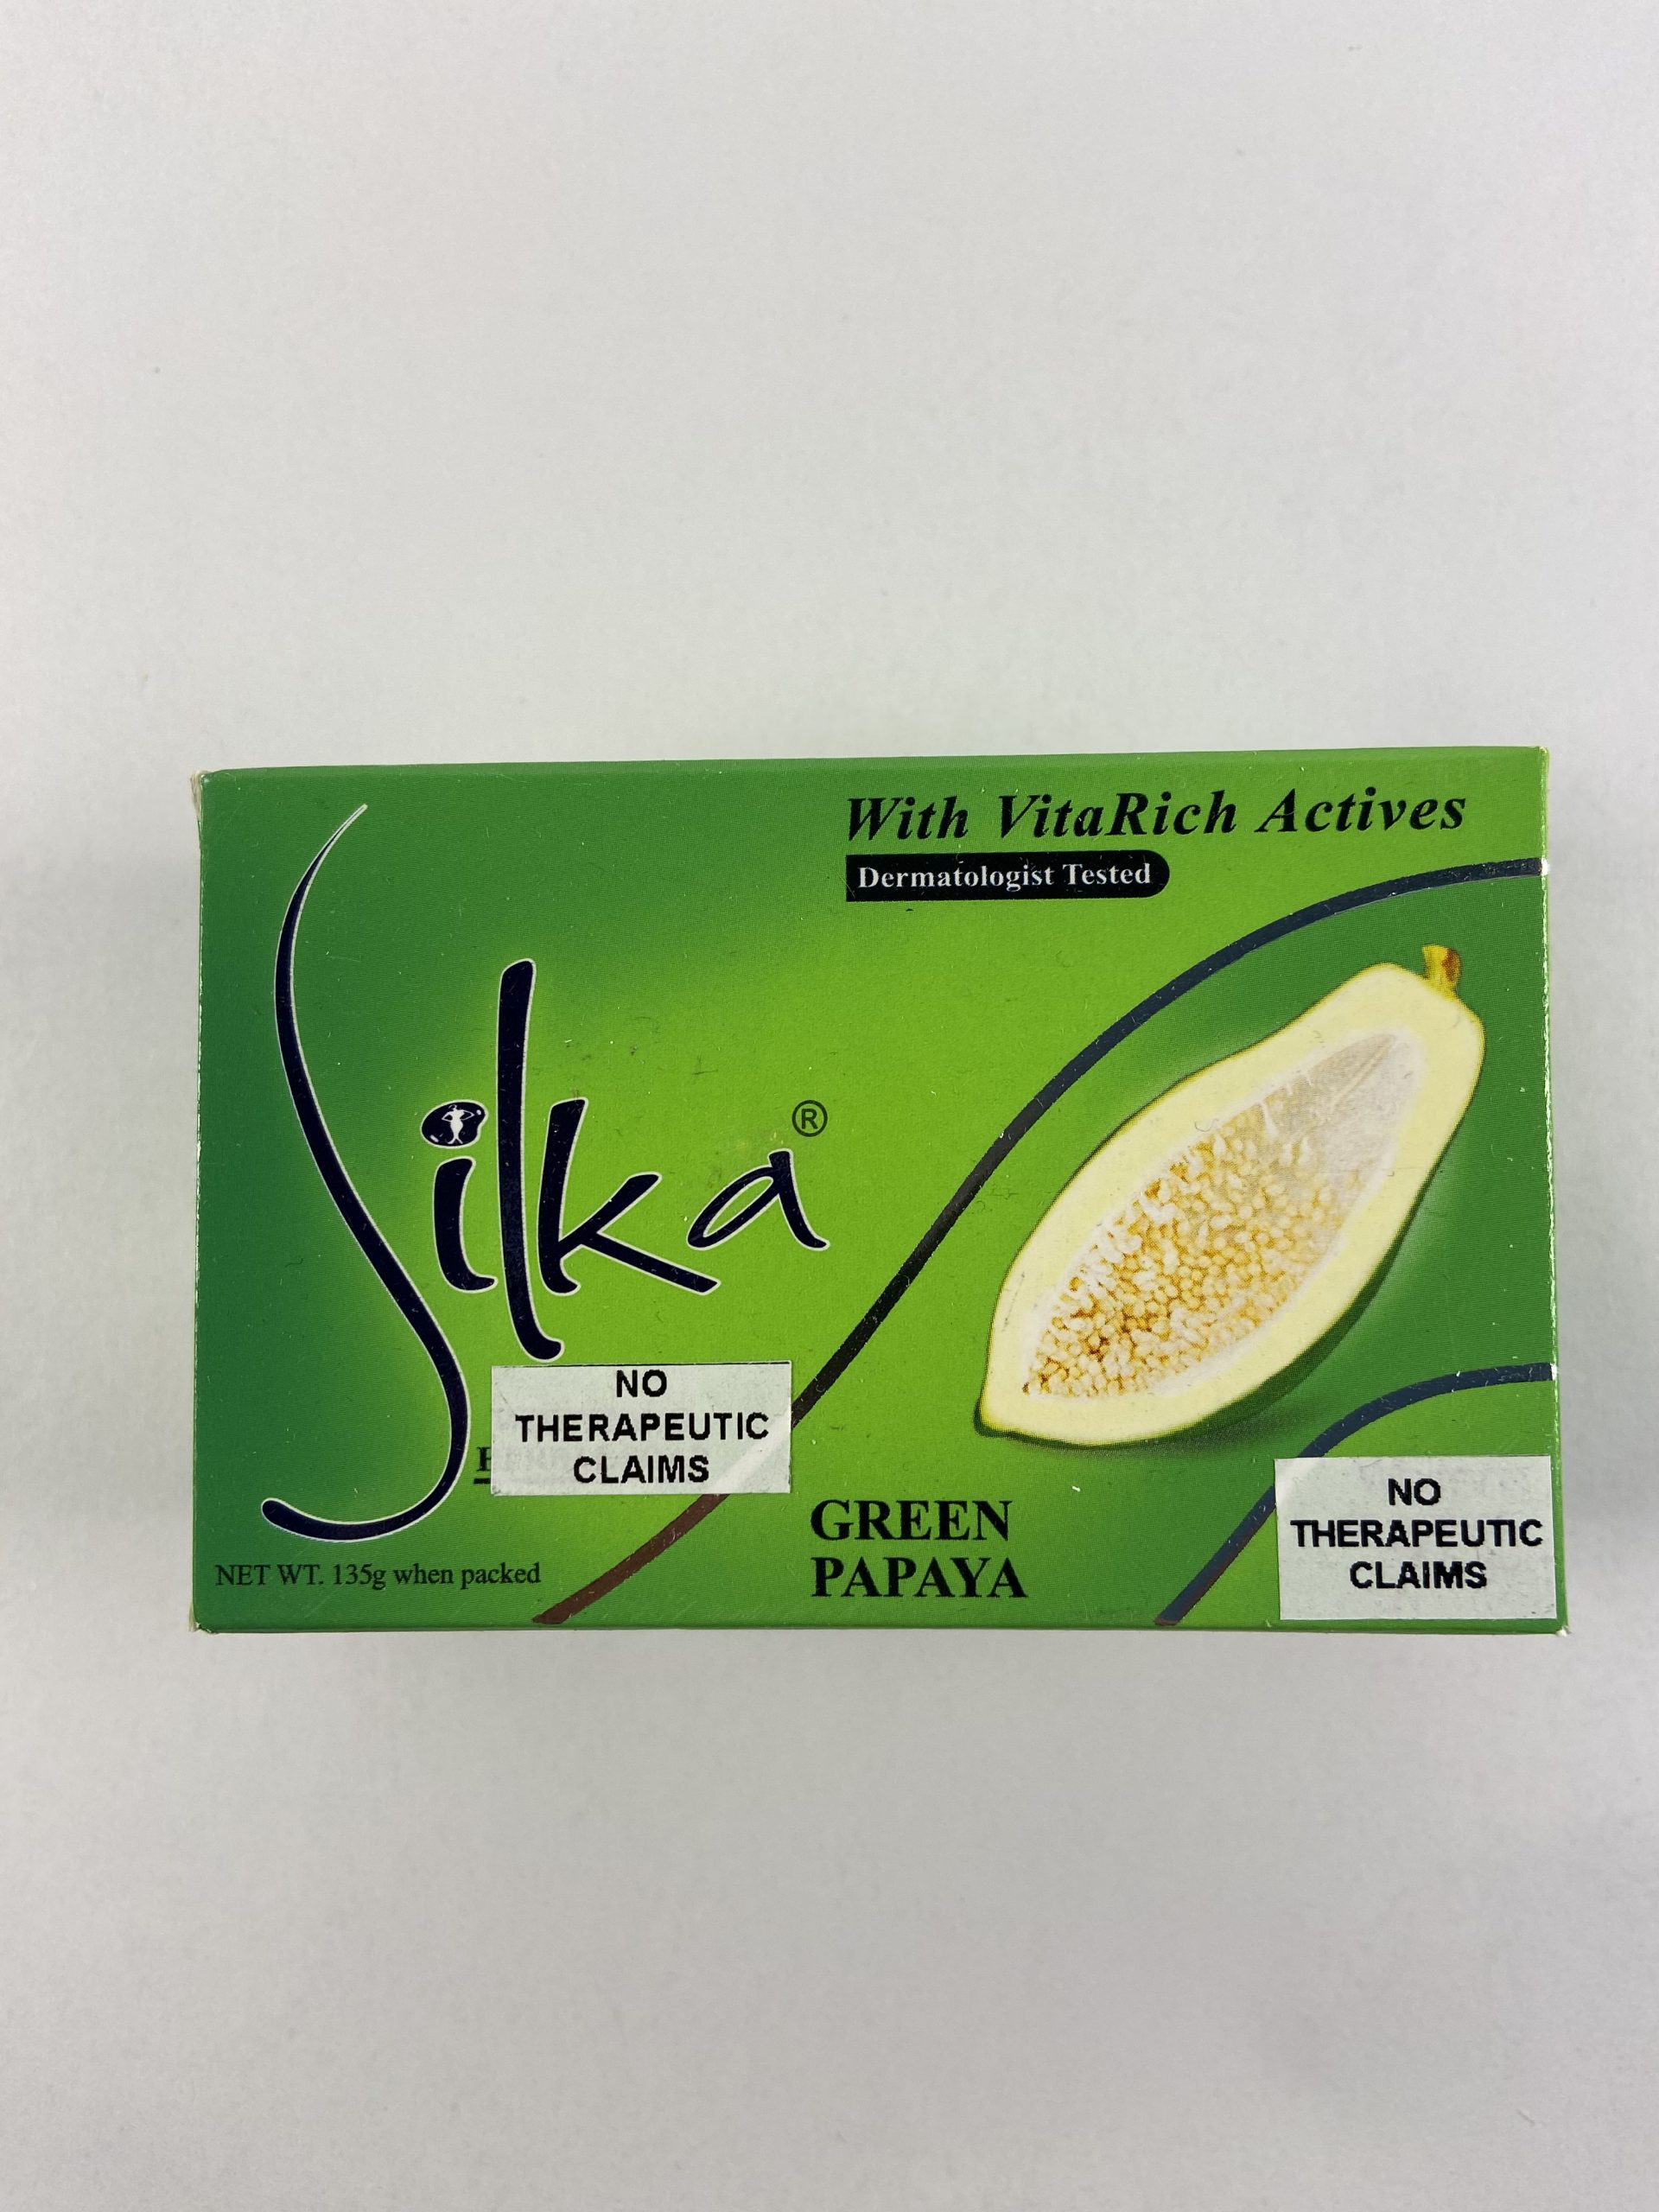 With VitaRich Actives
Dermatologist Tested
Silka®
NO
THERAPEUTIC
CLAIMS
GREEN
PAPAYA
NET WT. 135g when packed
NO
THERAPEUTIC
CLAIMS